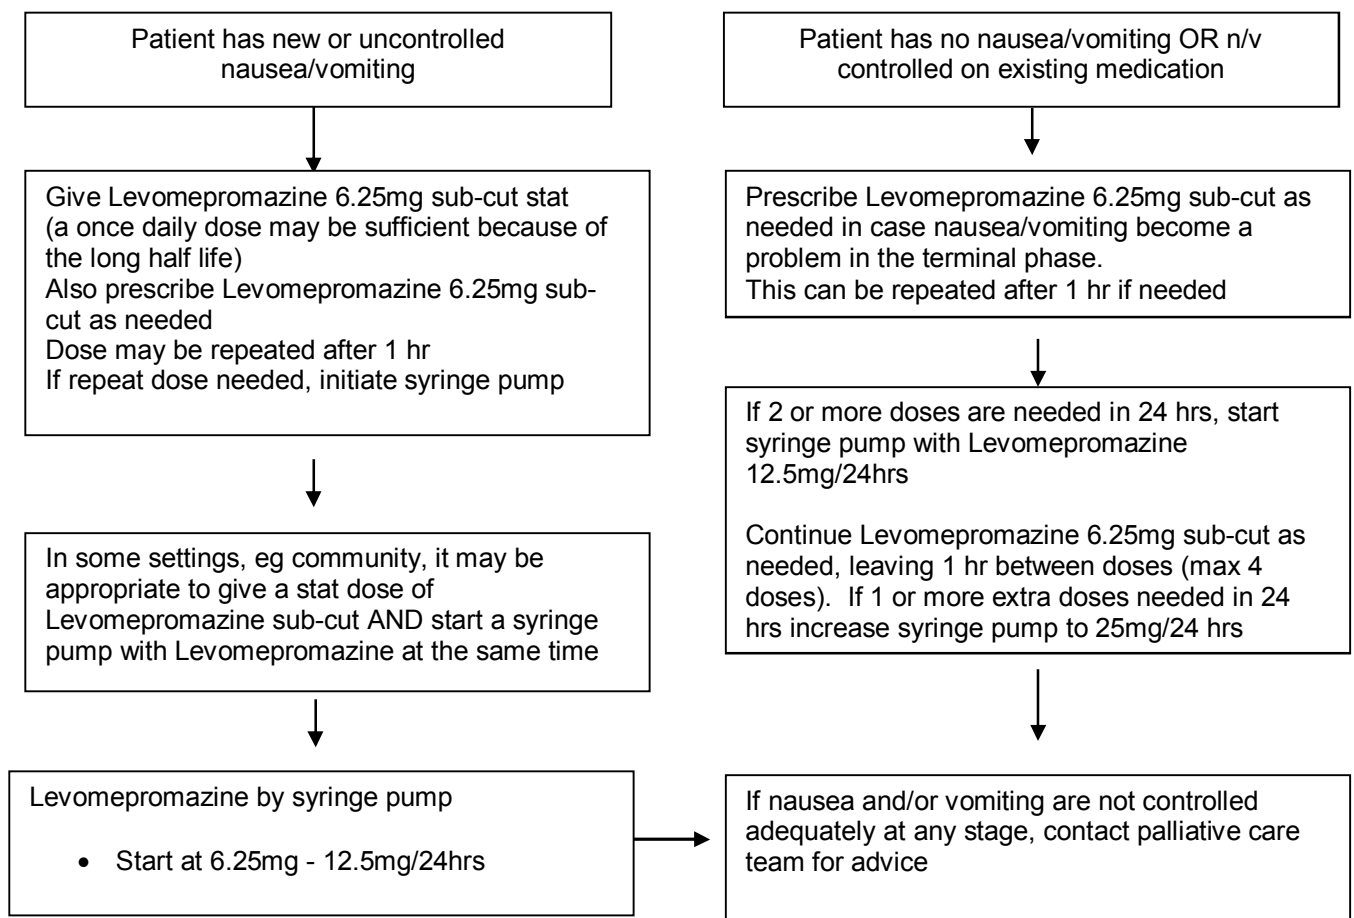 Patient has new or uncontrolled
nausea/vomiting
Give Levomepromazine 6.25mg sub-cut stat
(a once daily dose may be sufficient because of
the long half life)
Also prescribe Levomepromazine 6.25mg sub-
cut as needed
Dose may be repeated after 1 hr
If repeat dose needed, initiate syringe pump
In some settings, eg community, it may be
appropriate to give a stat dose of
Levomepromazine sub-cut AND start a syringe
pump with Levomepromazine at the same time
Levomepromazine by syringe pump
• Start at 6.25mg - 12.5mg/24hrs
Patient has no nausea/vomiting OR n/v
controlled on existing medication
Prescribe Levomepromazine 6.25mg sub-cut as
needed in case nausea/vomiting become a
problem in the terminal phase.
This can be repeated after 1 hr if needed
If 2 or more doses are needed in 24 hrs, start
syringe pump with Levomepromazine
12.5mg/24hrs
Continue Levomepromazine 6.25mg sub-cut as
needed, leaving 1 hr between doses (max 4
doses).  If 1 or more extra doses needed in 24
hrs increase syringe pump to 25mg/24 hrs
If nausea and/or vomiting are not controlled
adequately at any stage, contact palliative care
team for advice